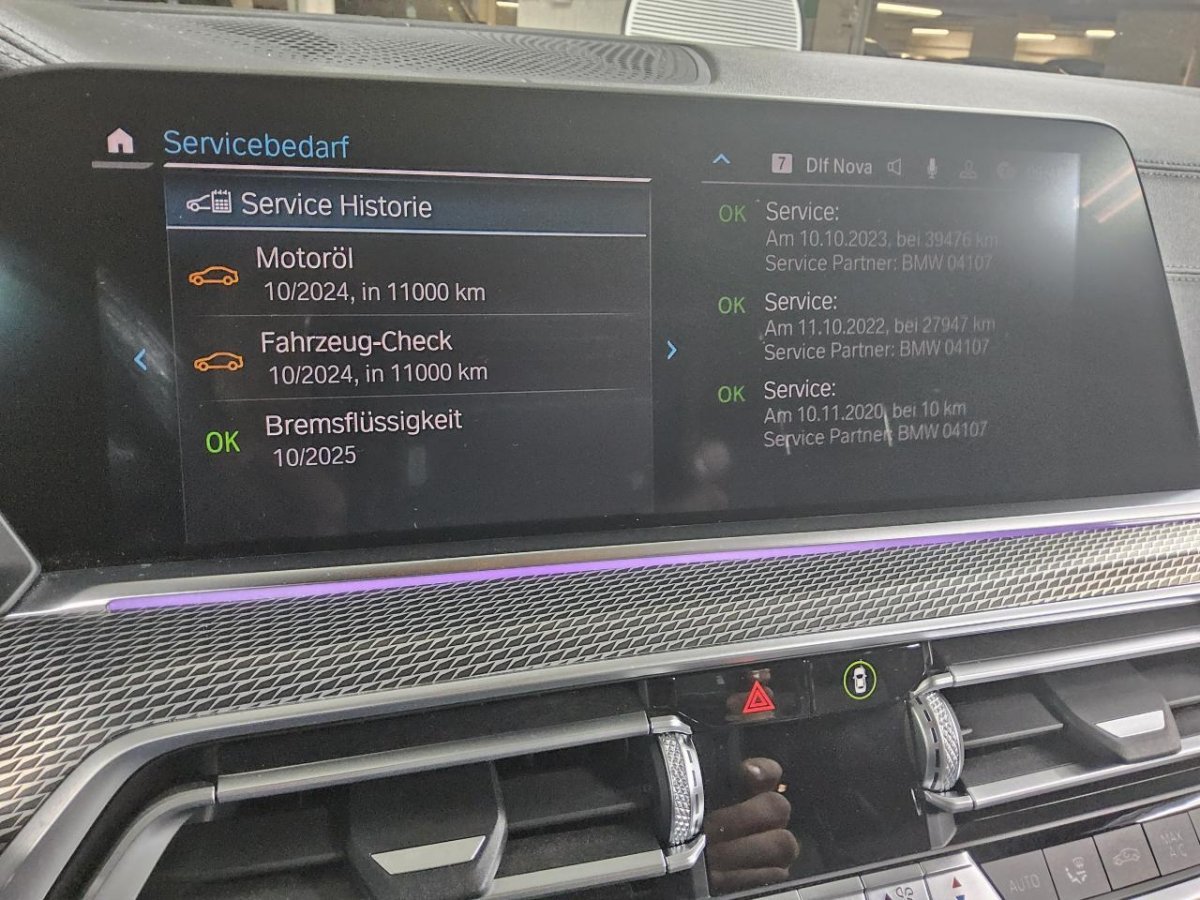 Servicebedarf
Service Historie
Motoröl
10/2024, in 11000 km
Fahrzeug-Check
10/2024, in 11000 km
OK
Bremsflüssigkeit
10/2025
7 Dlf Nova
OK Service:
Am 10.10.2023, bei 39476 km
Service Partner: BMW 04107
OK Service:
Am 11.10.2022, bei 27947 km
Service Partner: BMW 04107
OK Service:
Am 10.11.2020, bei 10 km
Service Partner: BMW 04107
AUTO
MAX
A/C